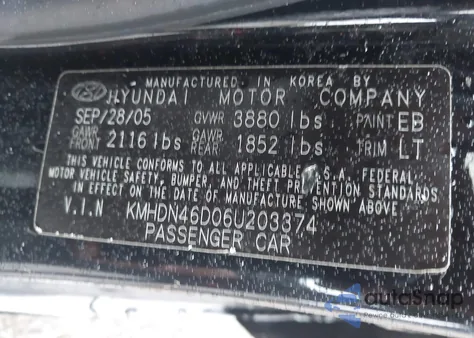 MANUFACTURED IN KOREA BY
HYUNDAI MOTOR COMPANY
SEP/28/05 GVWR 3880 lbs PAINT EB
GAWR FRONT 2116 lbs GAWR REAR 1852 lbs TRIM LT
THIS VEHICLE CONFORMS TO ALL APPLICABLE U.S.A. FEDERAL
MOTOR VEHICLE SAFETY, BUMPER, AND THEFT PREVENTION STANDARDS
IN EFFECT ON THE DATE OF MANUFACTURE SHOWN ABOVE
V.I.N KMHDN46D06U203374
PASSENGER CAR
autoSnap